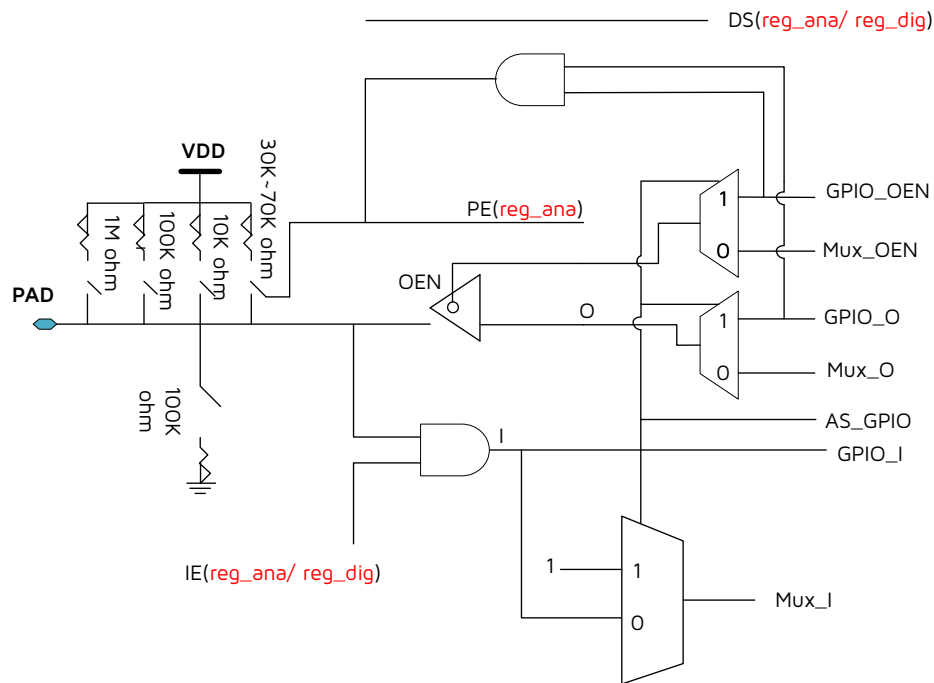 DS(reg_ana/ reg_dig)
VDD
30K~70K ohm
10K ohm
100K ohm
1M ohm
PE(reg_ana)
1
GPIO_OEN
0
Mux_OEN
OEN
PAD
O
1
GPIO_O
0
Mux_O
100K
ohm
AS_GPIO
I
GPIO_I
IE(reg_ana/ reg_dig)
1
1
0
Mux_I